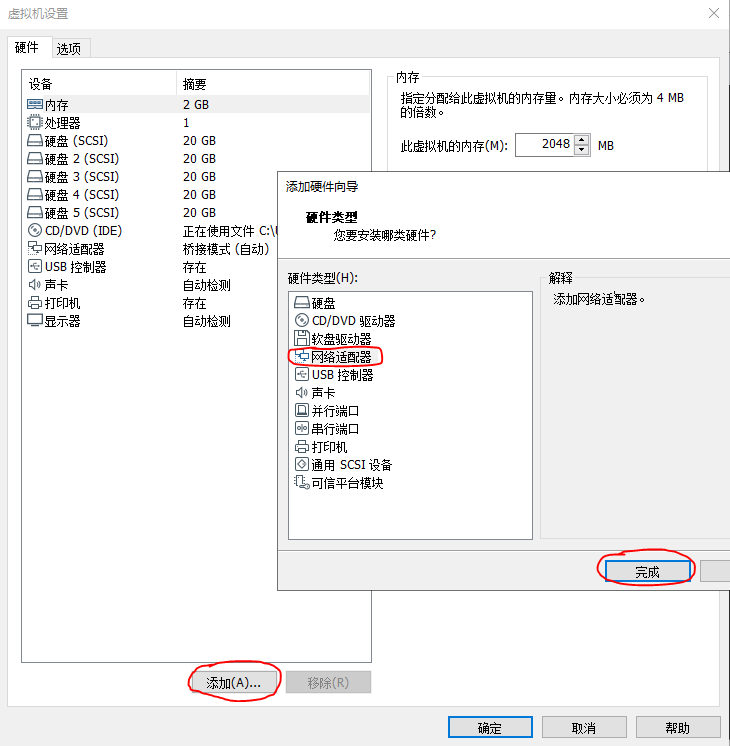 虚拟机设置
硬件 选项
设备 摘要
内存 2 GB
处理器 1
硬盘 (SCSI) 20 GB
硬盘 2 (SCSI) 20 GB
硬盘 3 (SCSI) 20 GB
硬盘 4 (SCSI) 20 GB
硬盘 5 (SCSI) 20 GB
CD/DVD (IDE) 正在使用文件 C:\
网络适配器 桥接模式 (自动)
USB 控制器 存在
声卡 自动检测
打印机 存在
显示器 自动检测
内存
指定分配给此虚拟机的内存量。内存大小必须为 4 MB
的倍数。
此虚拟机的内存(M): 2048 MB
添加硬件向导
硬件类型
您要安装哪类硬件?
硬件类型(H):
硬盘
CD/DVD 驱动器
软盘驱动器
网络适配器
USB 控制器
声卡
并行端口
串行端口
打印机
通用 SCSI 设备
可信平台模块
解释
添加网络适配器。
完成
添加(A)... 移除(R)
确定 取消 帮助